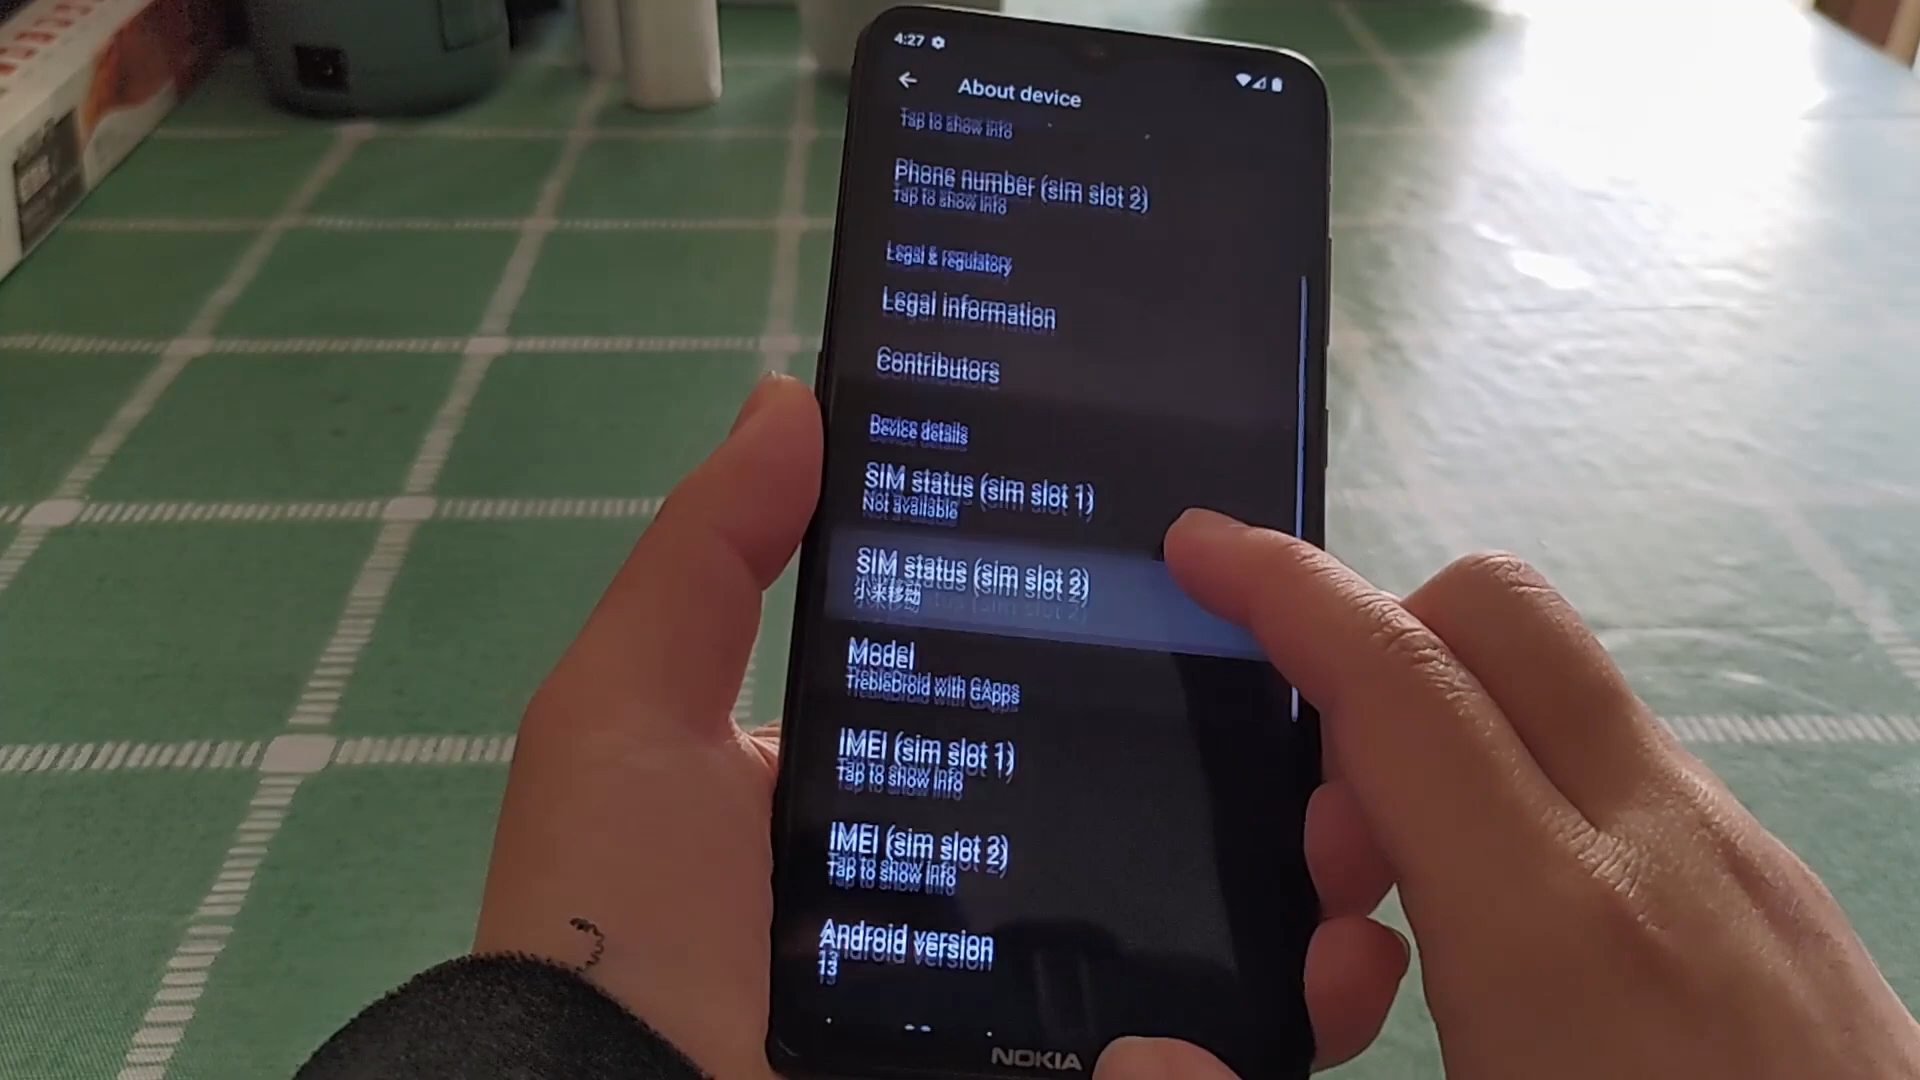 4:27
About device
Tap to show info
Phone number (sim slot 2)
Tap to show info
Legal & regulatory
Legal information
Contributors
Device details
SIM status (sim slot 1)
Not available
SIM status (sim slot 2)
小米移动
Model
TrebleDroid with GApps
IMEI (sim slot 1)
Tap to show info
IMEI (sim slot 2)
Tap to show info
Android version
13
NOKIA